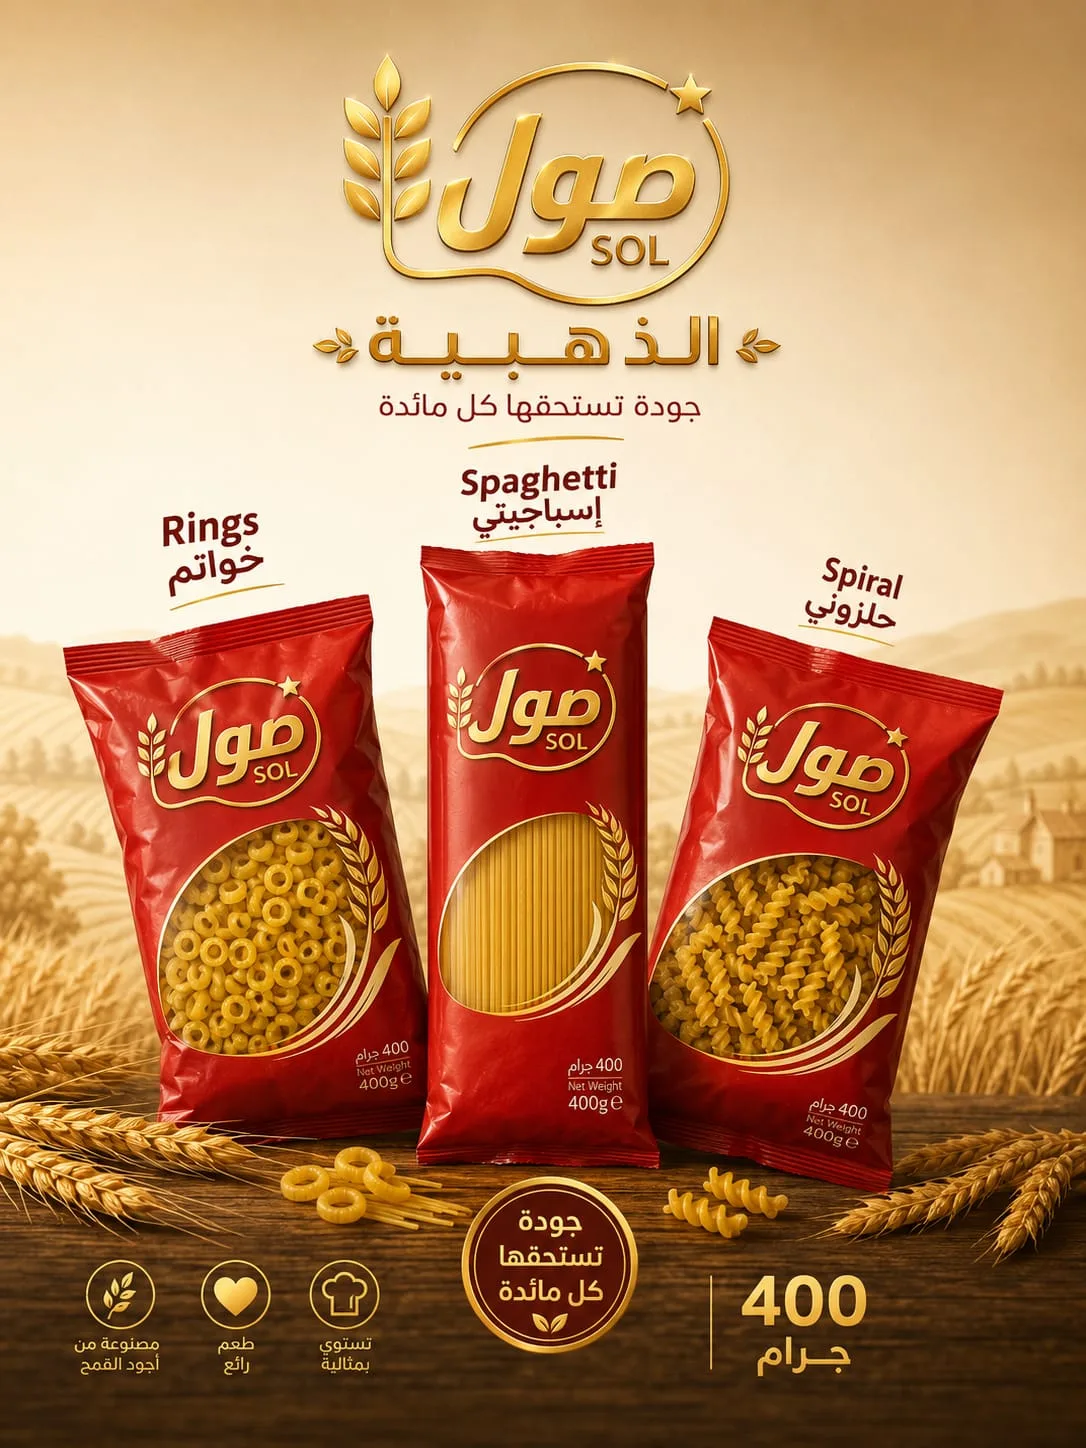 صول
SOL
الذهبية
جودة تستحقها كل مائدة
Rings
خواتم
Spaghetti
إسباجيتي
Spiral
حلزوني
صول
SOL
400 جرام
Net Weight
400g ℮
صول
SOL
400 جرام
Net Weight
400g ℮
صول
SOL
400 جرام
Net Weight
400g ℮
جودة
تستحقها
كل مائدة
مصنوعة من
أجود القمح
طعم
رائع
تستوي
بمثالية
400
جرام